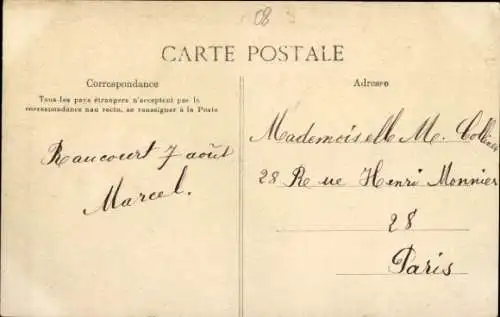 08
CARTE POSTALE
Correspondance
Tous les pays étrangers n'acceptent pas la
correspondance au recto, se renseigner à la Poste
Raucourt 7 août
Marcel.
Adresse
Mademoiselle M.
28 Rue Henri Monnier
28
Paris